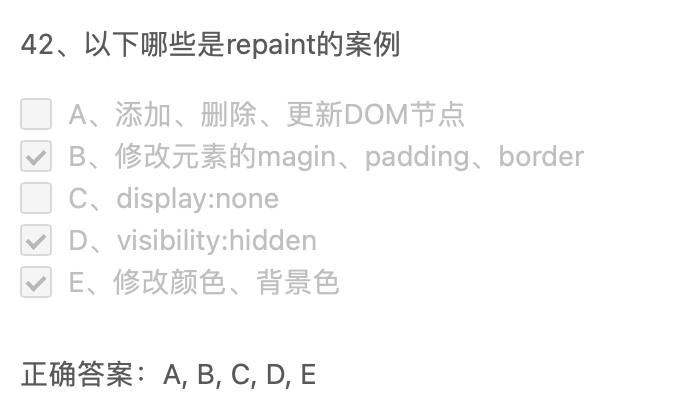 42、以下哪些是repaint的案例
A、添加、删除、更新DOM节点
B、修改元素的magin、padding、border
C、display:none
D、visibility:hidden
E、修改颜色、背景色
正确答案：A, B, C, D, E